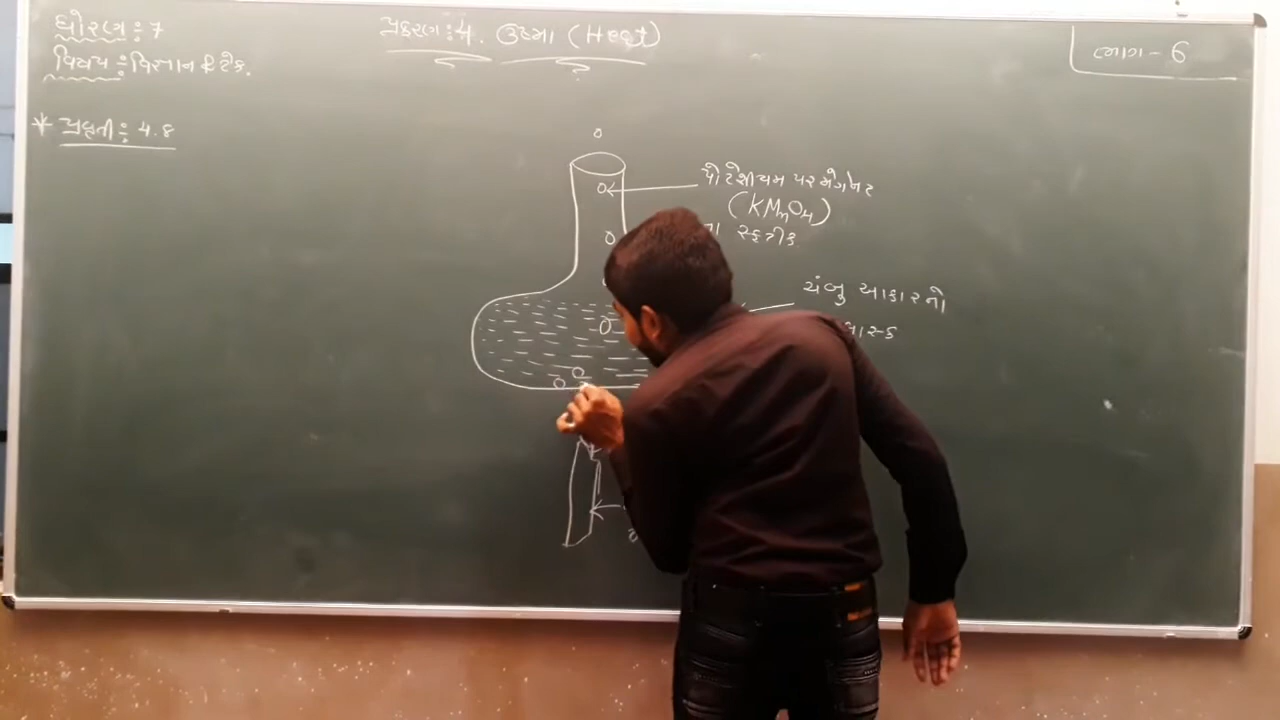 ધોરણ : 7
પ્રકરણ : 4. ઉષ્મા (Heat)
ભાગ - 6
વિષય : વિજ્ઞાન & ટેક.
* પ્રવૃતી : 4.8
પોટેશીયમ પરમેંગેનેટ
(KMnO4)
ના સ્ફટીક
ચંબુ આકારનો